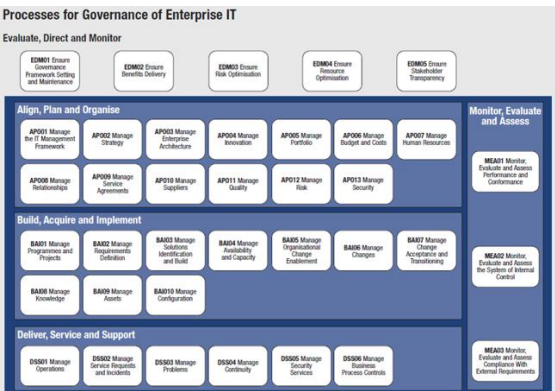 Processes for Governance of Enterprise IT
Evaluate, Direct and Monitor
EDM01 Ensure
Governance
Framework Setting
and Maintenance
EDM02 Ensure
Benefits Delivery
EDM03 Ensure
Risk Optimisation
EDM04 Ensure
Resource
Optimisation
EDM05 Ensure
Stakeholder
Transparency
Align, Plan and Organise
APO01 Manage
the IT Management
Framework
APO02 Manage
Strategy
APO03 Manage
Enterprise
Architecture
APO04 Manage
Innovation
APO05 Manage
Portfolio
APO06 Manage
Budget and Costs
APO07 Manage
Human Resources
APO08 Manage
Relationships
APO09 Manage
Service
Agreements
APO10 Manage
Suppliers
APO11 Manage
Quality
APO12 Manage
Risk
APO13 Manage
Security
Build, Acquire and Implement
BAI01 Manage
Programmes and
Projects
BAI02 Manage
Requirements
Definition
BAI03 Manage
Solutions
Identification
and Build
BAI04 Manage
Availability
and Capacity
BAI05 Manage
Organisational
Change
Enablement
BAI06 Manage
Changes
BAI07 Manage
Change
Acceptance and
Transitioning
BAI08 Manage
Knowledge
BAI09 Manage
Assets
BAI010 Manage
Configuration
Deliver, Service and Support
DSS01 Manage
Operations
DSS02 Manage
Service Requests
and Incidents
DSS03 Manage
Problems
DSS04 Manage
Continuity
DSS05 Manage
Security
Services
DSS06 Manage
Business
Process Controls
Monitor, Evaluate
and Assess
MEA01 Monitor,
Evaluate and Assess
Performance and
Conformance
MEA02 Monitor,
Evaluate and Assess
the System of Internal
Control
MEA03 Monitor,
Evaluate and Assess
Compliance With
External Requirements